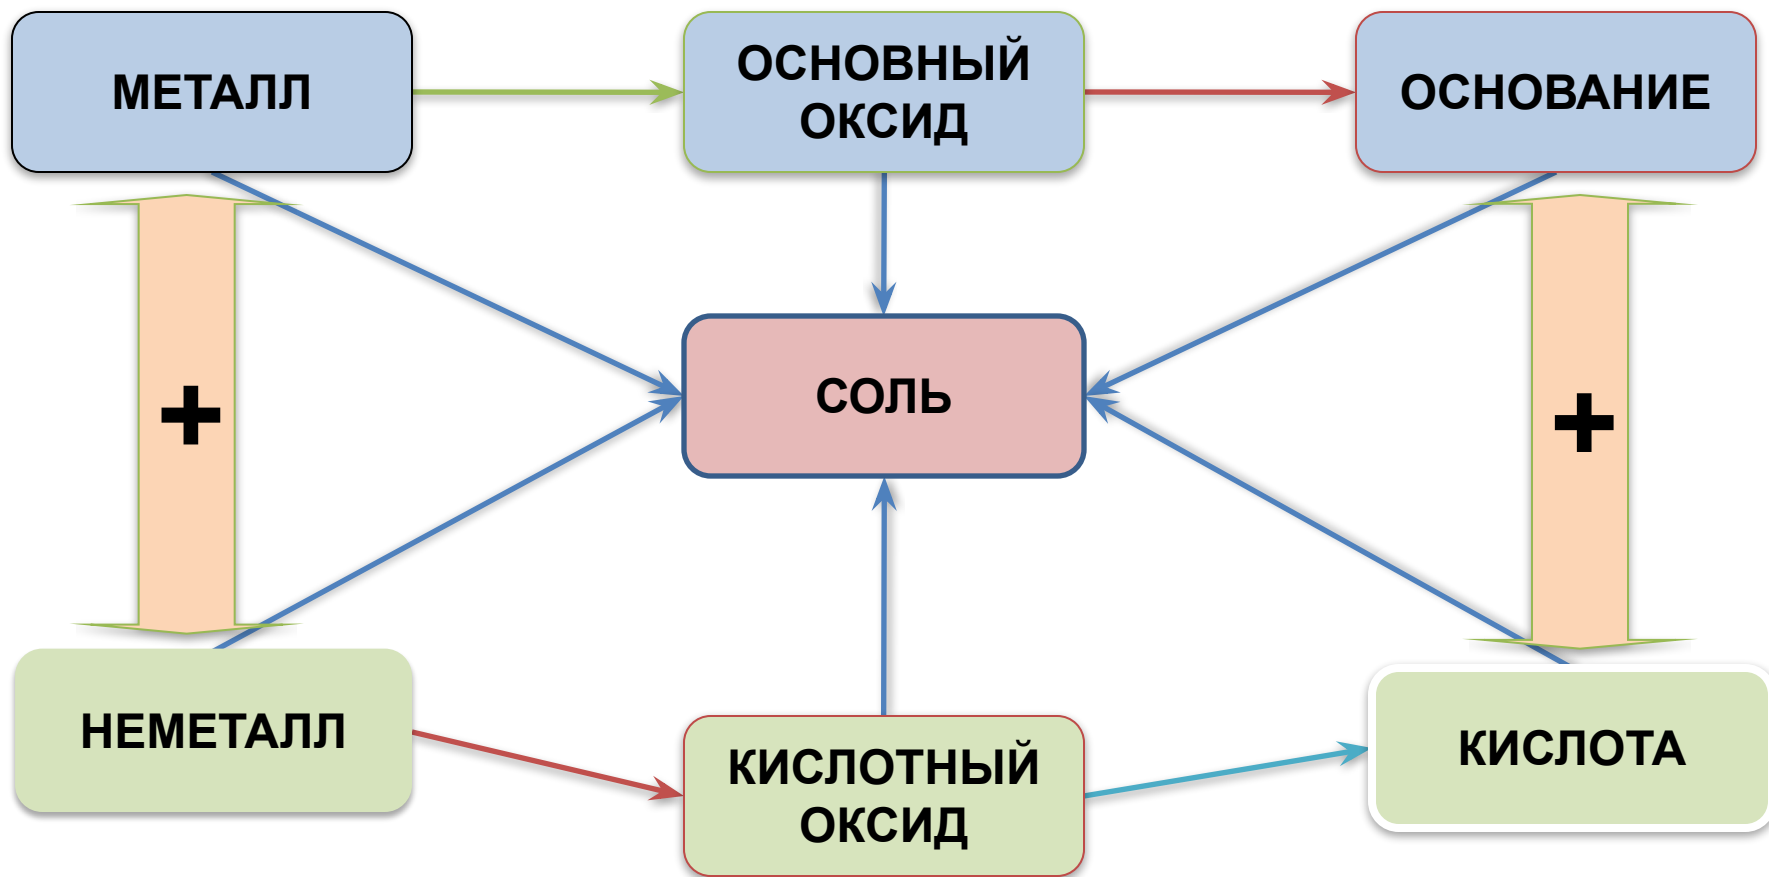 МЕТАЛЛ
ОСНОВНЫЙ
ОКСИД
ОСНОВАНИЕ
+
СОЛЬ
+
НЕМЕТАЛЛ
КИСЛОТНЫЙ
ОКСИД
КИСЛОТА